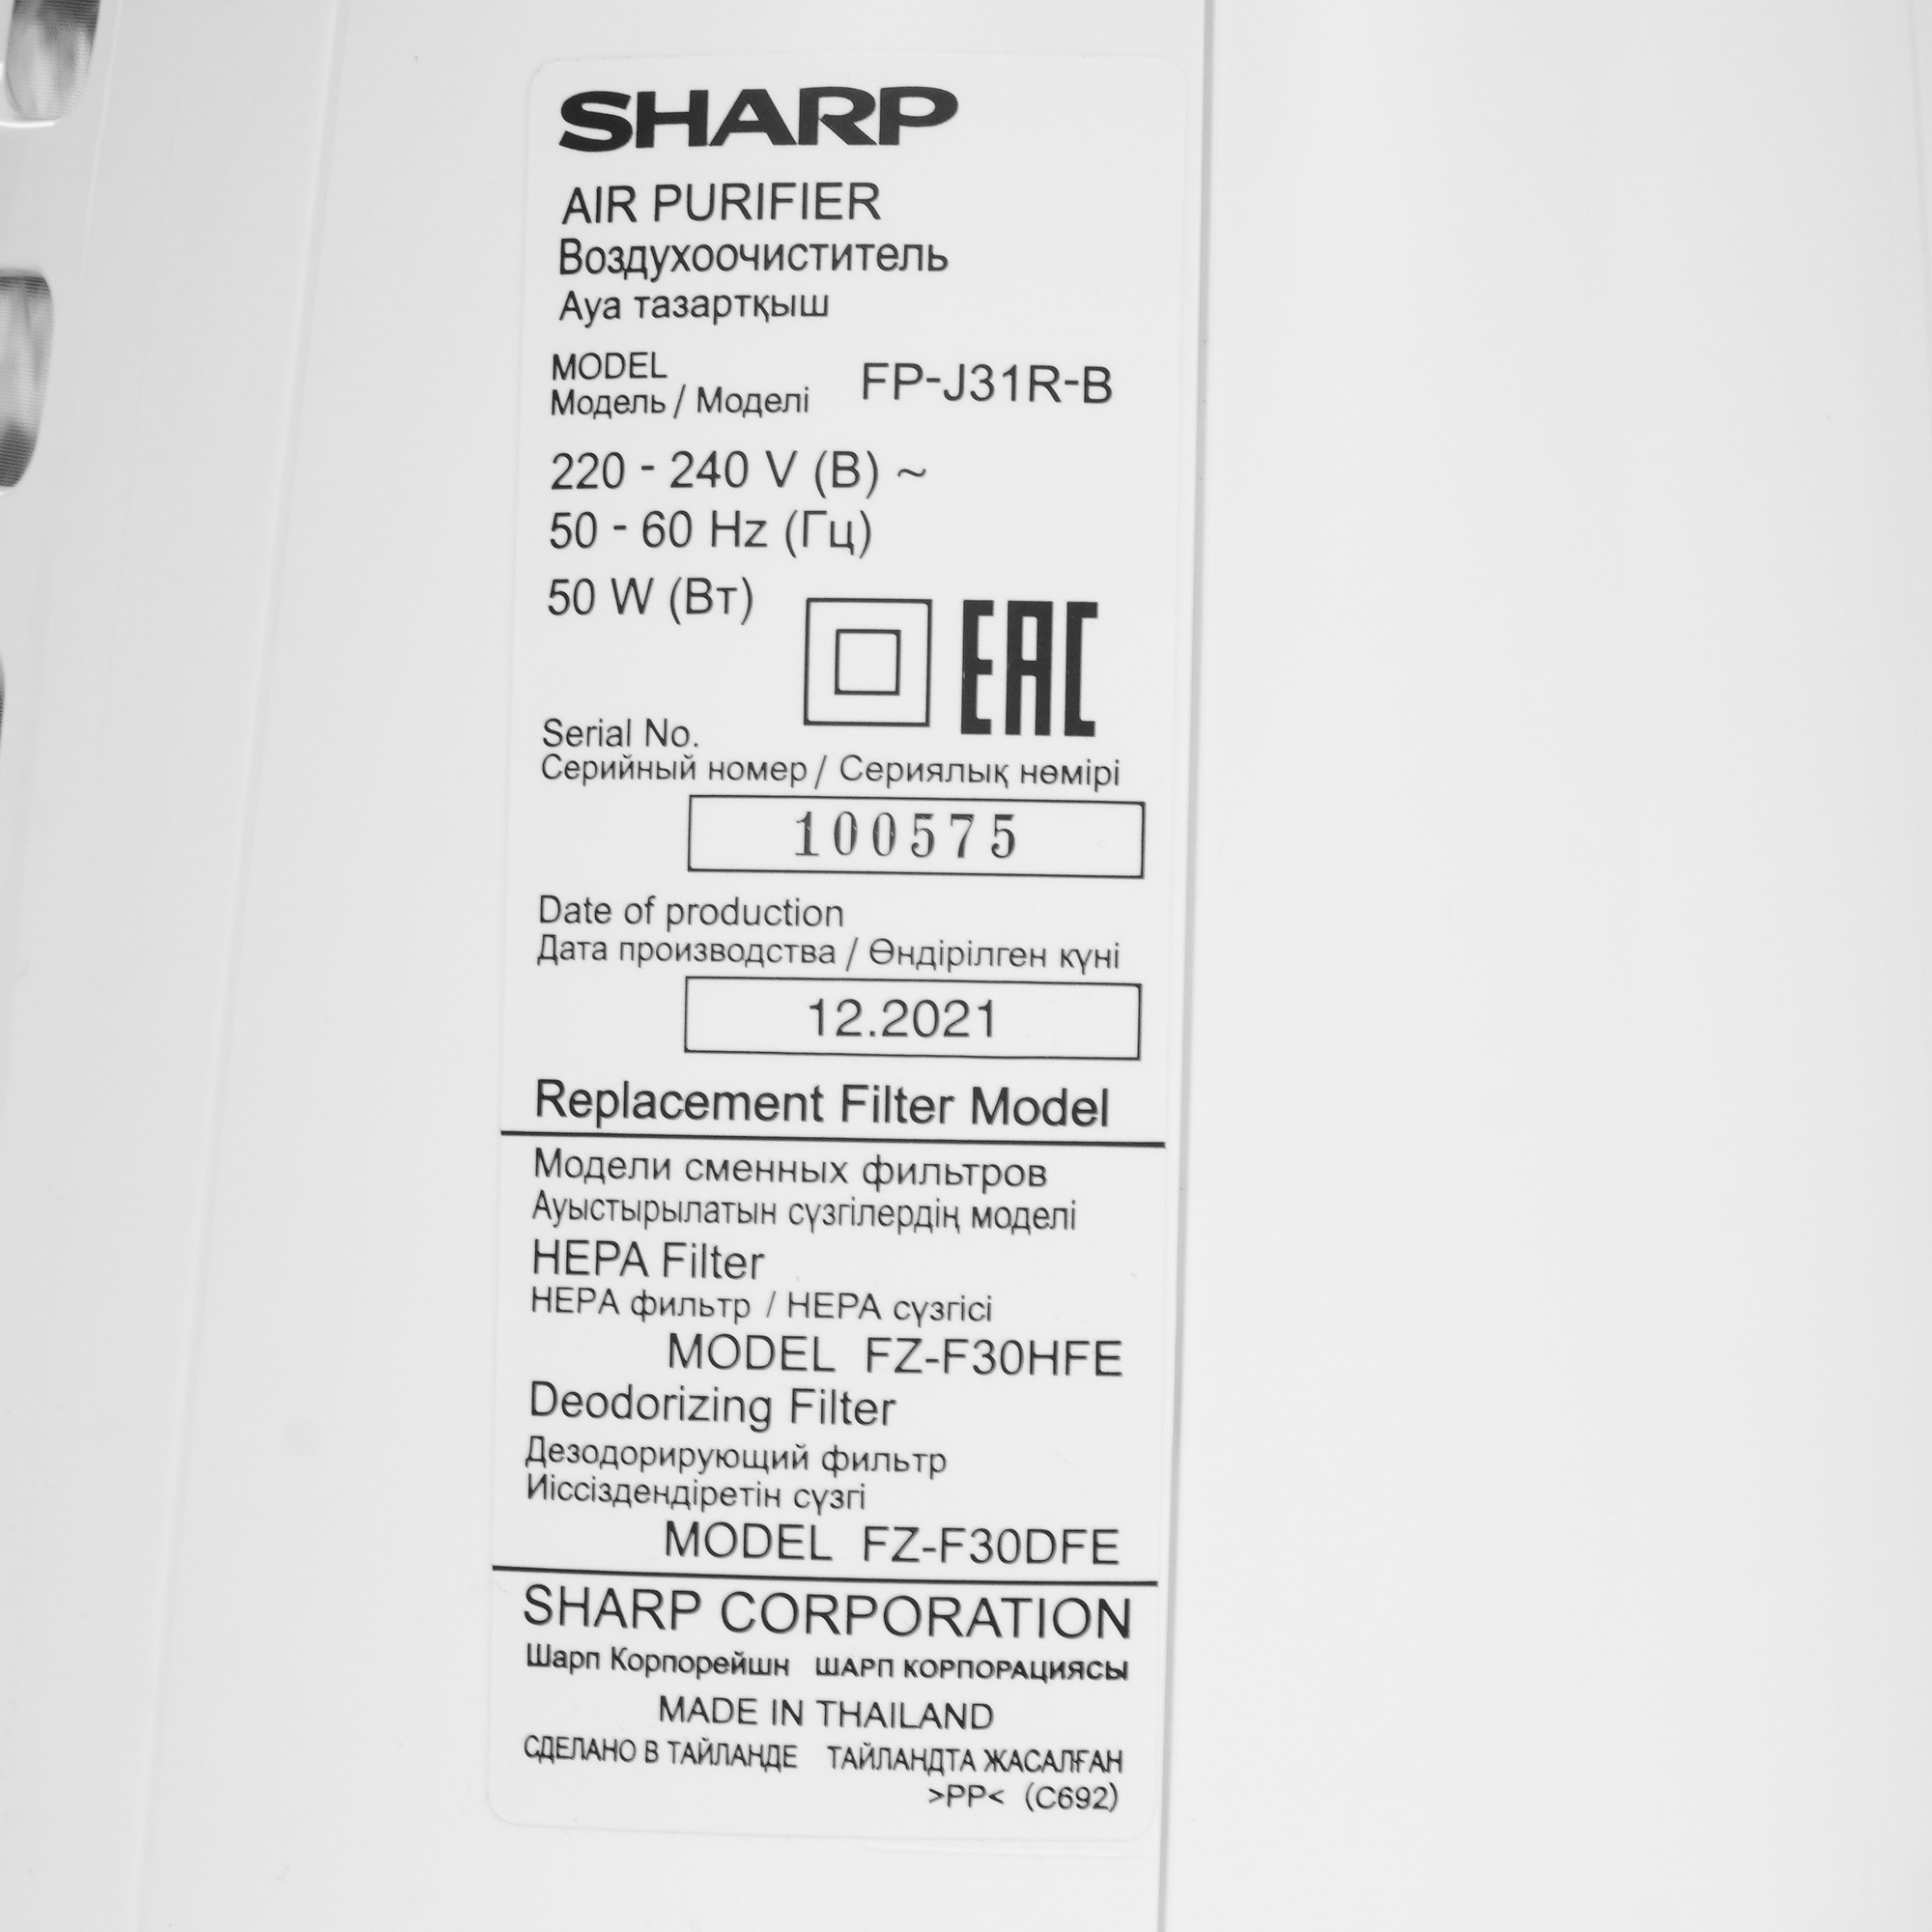 SHARP
AIR PURIFIER
Воздухоочиститель
Ауа тазартқыш
MODEL
Модель / Моделі FP-J31R-B
220 - 240 V (B) ~
50 - 60 Hz (Гц)
50 W (Вт)
EAC
Serial No.
Серийный номер / Сериялық нөмірі
100575
Date of production
Дата производства / Өндірілген күні
12.2021
Replacement Filter Model
Модели сменных фильтров
Ауыстырылатын сүзгілердің моделі
HEPA Filter
HEPA фильтр / HEPA сүзгісі
MODEL FZ-F30HFE
Deodorizing Filter
Дезодорирующий фильтр
Иіссіздендіретін сүзгі
MODEL FZ-F30DFE
SHARP CORPORATION
Шарп Корпорейшн ШАРП КОРПОРАЦИЯСЫ
MADE IN THAILAND
СДЕЛАНО В ТАЙЛАНДЕ ТАЙЛАНДТА ЖАСАЛҒАН
>PP< (C692)